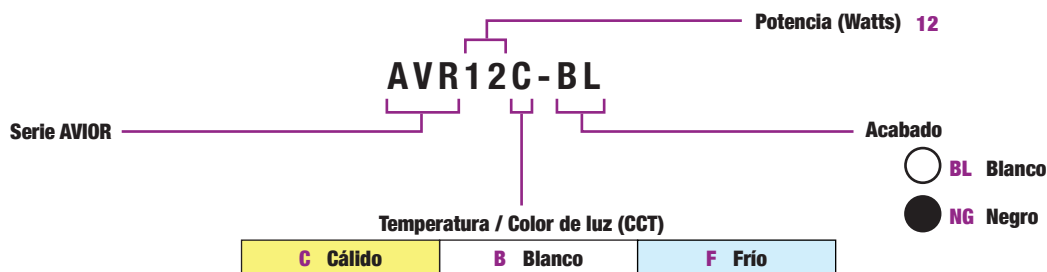 Potencia (Watts) 12
AVR12C-BL
Serie AVIOR
Acabado
BL Blanco
NG Negro
Temperatura / Color de luz (CCT)
C Cálido B Blanco F Frío